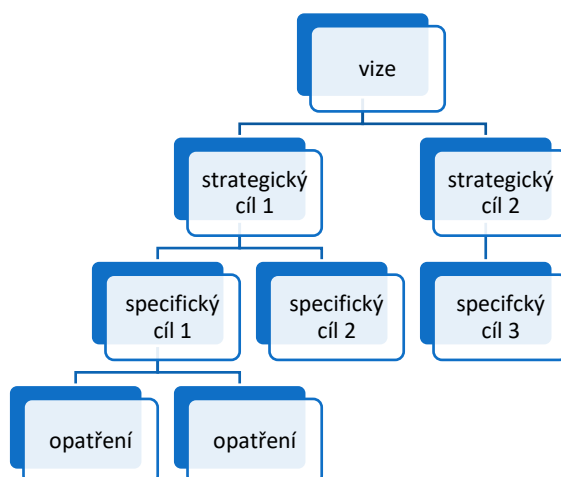 vize
strategický
cíl 1
strategický
cíl 2
specifický
cíl 1
specifický
cíl 2
specifcký
cíl 3
opatření
opatření